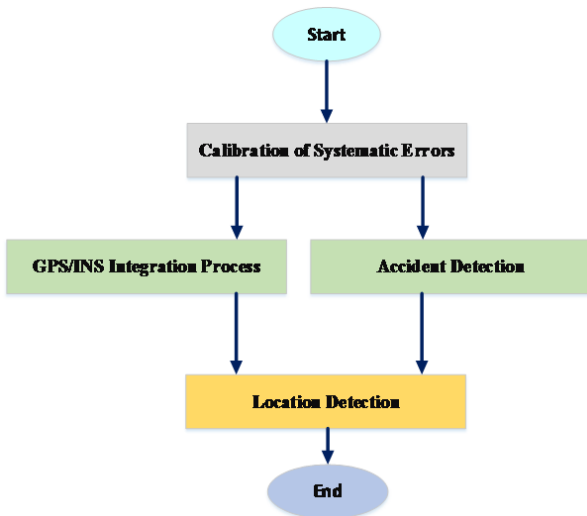 Start
Calibration of Systematic Errors
GPS/INS Integration Process
Accident Detection
Location Detection
End